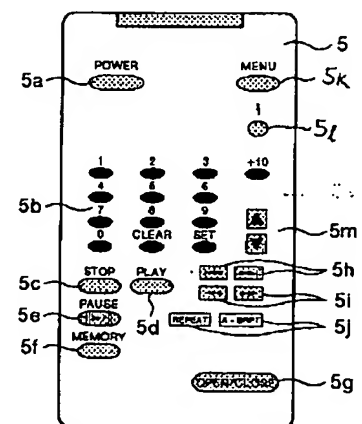 5
POWER MENU
5a 5k
i
5l
1 2 3 +10
4 5 6
5b 7 8 9
5m
0 CLEAR SET
5h
STOP PLAY
5c 5i
PAUSE 5d
5e REPEAT 5j
MEMORY
5f
OPEN/CLOSE 5g